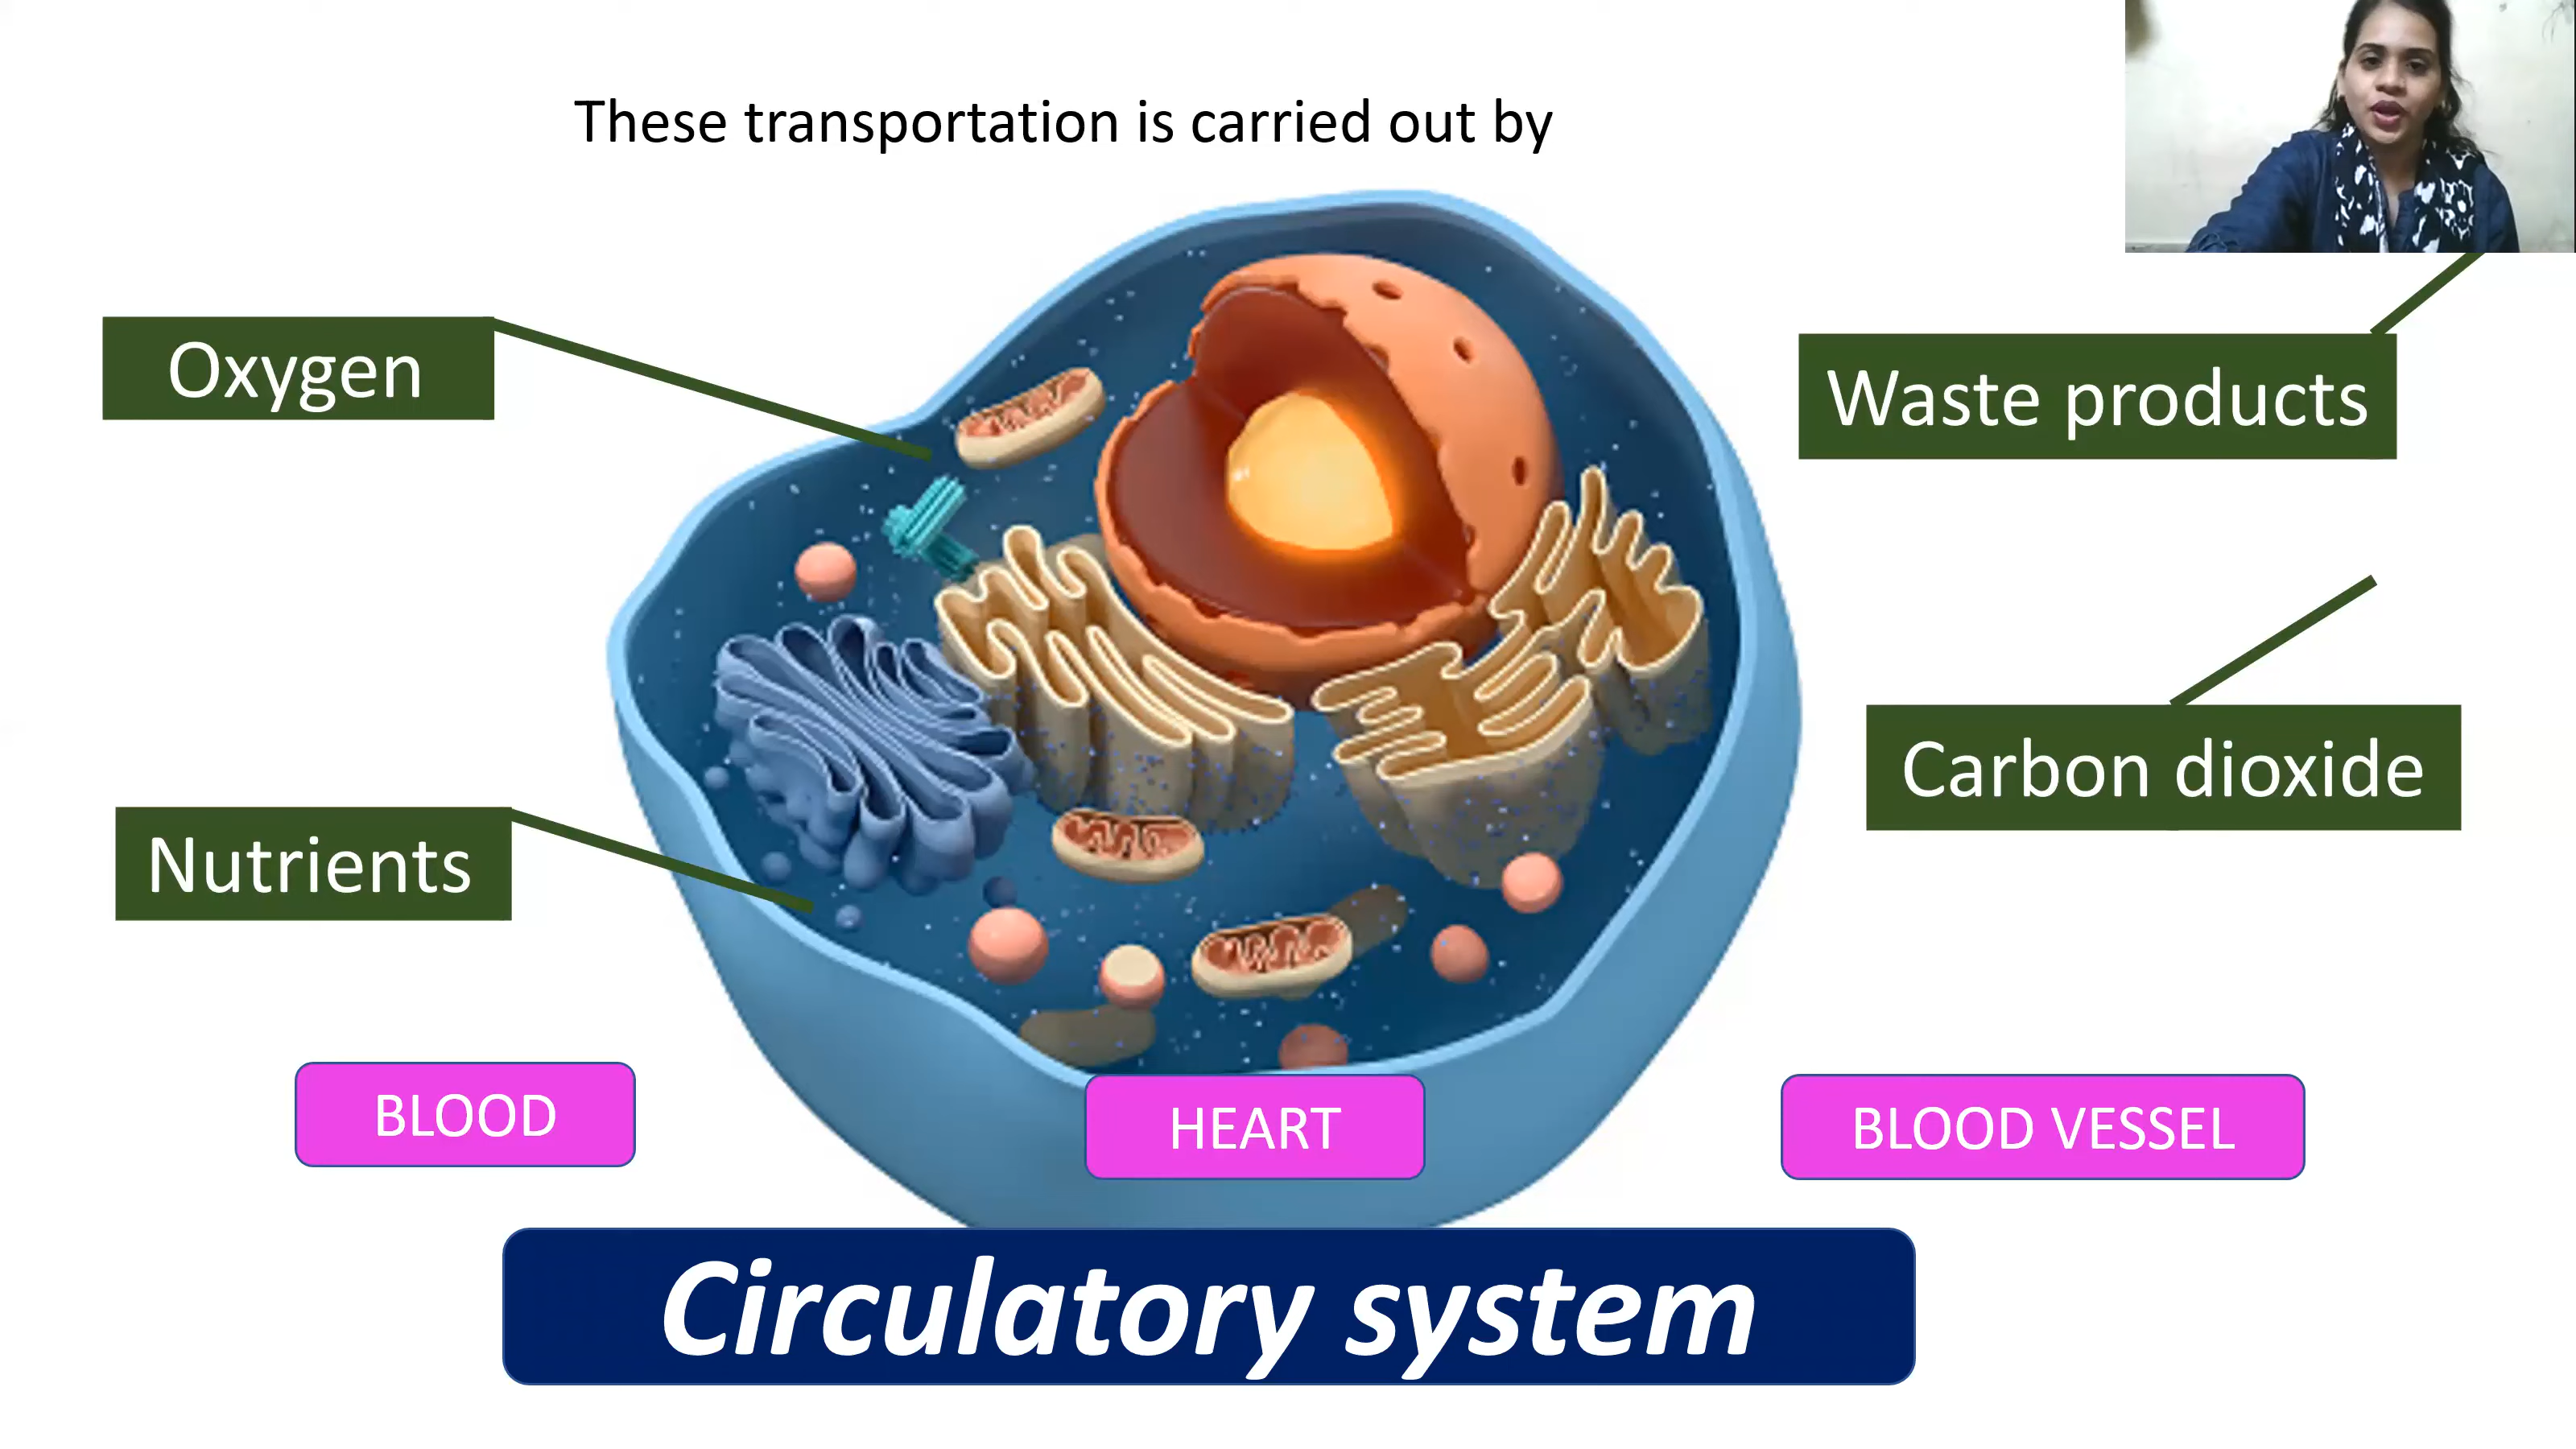 These transportation is carried out by
Oxygen
Waste products
Carbon dioxide
Nutrients
BLOOD
HEART
BLOOD VESSEL
Circulatory system